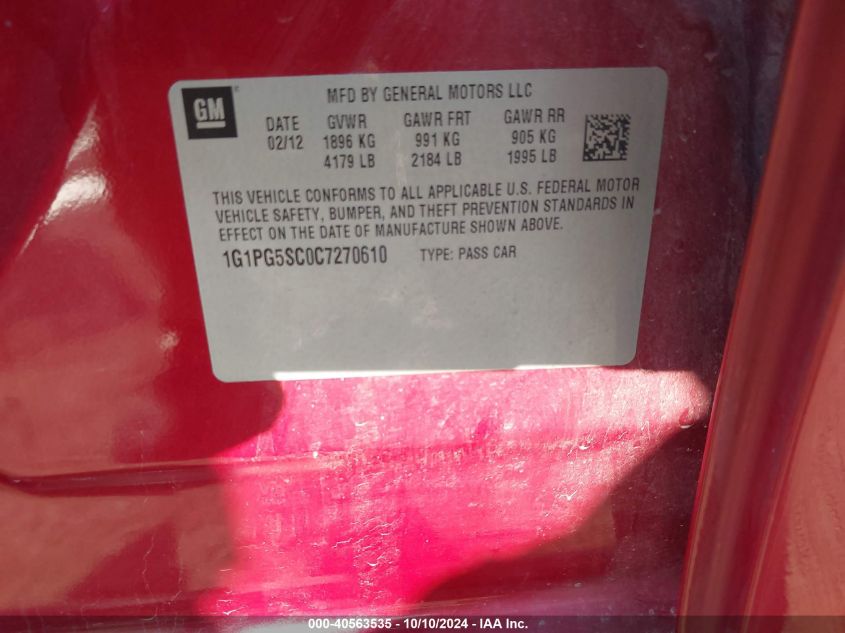 GM
MFD BY GENERAL MOTORS LLC
DATE GVWR GAWR FRT GAWR RR
02/12 1896 KG 991 KG 905 KG
4179 LB 2184 LB 1995 LB
THIS VEHICLE CONFORMS TO ALL APPLICABLE U.S. FEDERAL MOTOR
VEHICLE SAFETY, BUMPER, AND THEFT PREVENTION STANDARDS IN
EFFECT ON THE DATE OF MANUFACTURE SHOWN ABOVE.
1G1PG5SC0C7270610 TYPE: PASS CAR
000-40563535 - 10/10/2024 - IAA Inc.